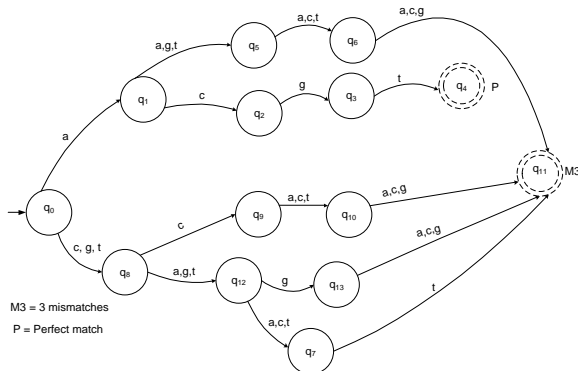 a,c,g
a,c,t
a,g,t
q5
q6
t
g
c
q1
q2
q3
q4
P
a
q11
M3
q0
q9
q10
a,c,t
a,c,g
c
c, g, t
a,c,g
q8
a,g,t
q12
g
q13
t
a,c,t
M3 = 3 mismatches
q7
P = Perfect match